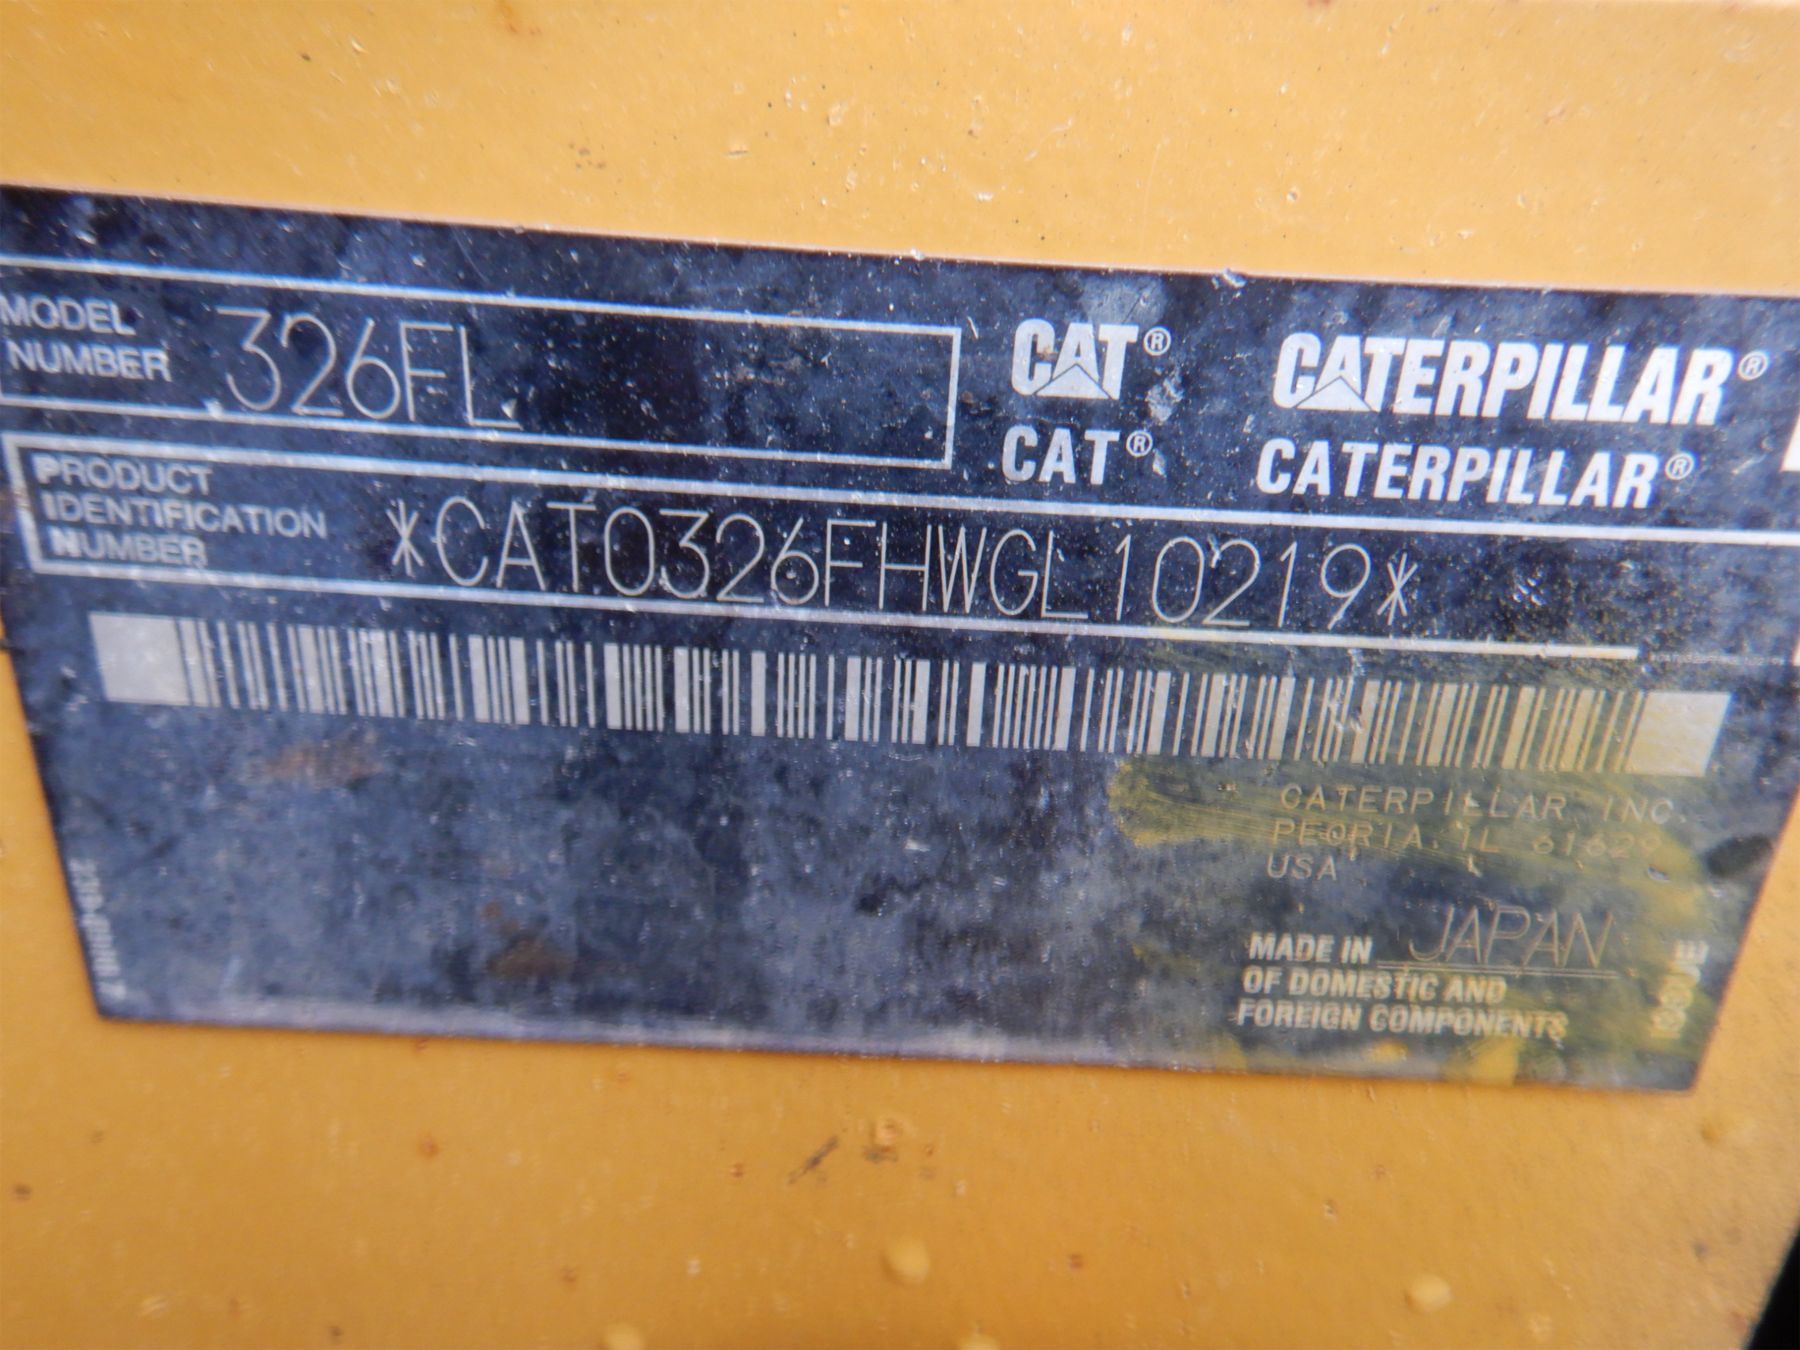 MODEL
NUMBER 326FL
CAT® CATERPILLAR®
CAT® CATERPILLAR®
PRODUCT
IDENTIFICATION
NUMBER
*CAT0326FHWGL10219*
CATERPILLAR INC.
PEORIA, IL 61629
USA
MADE IN JAPAN
OF DOMESTIC AND
FOREIGN COMPONENTS